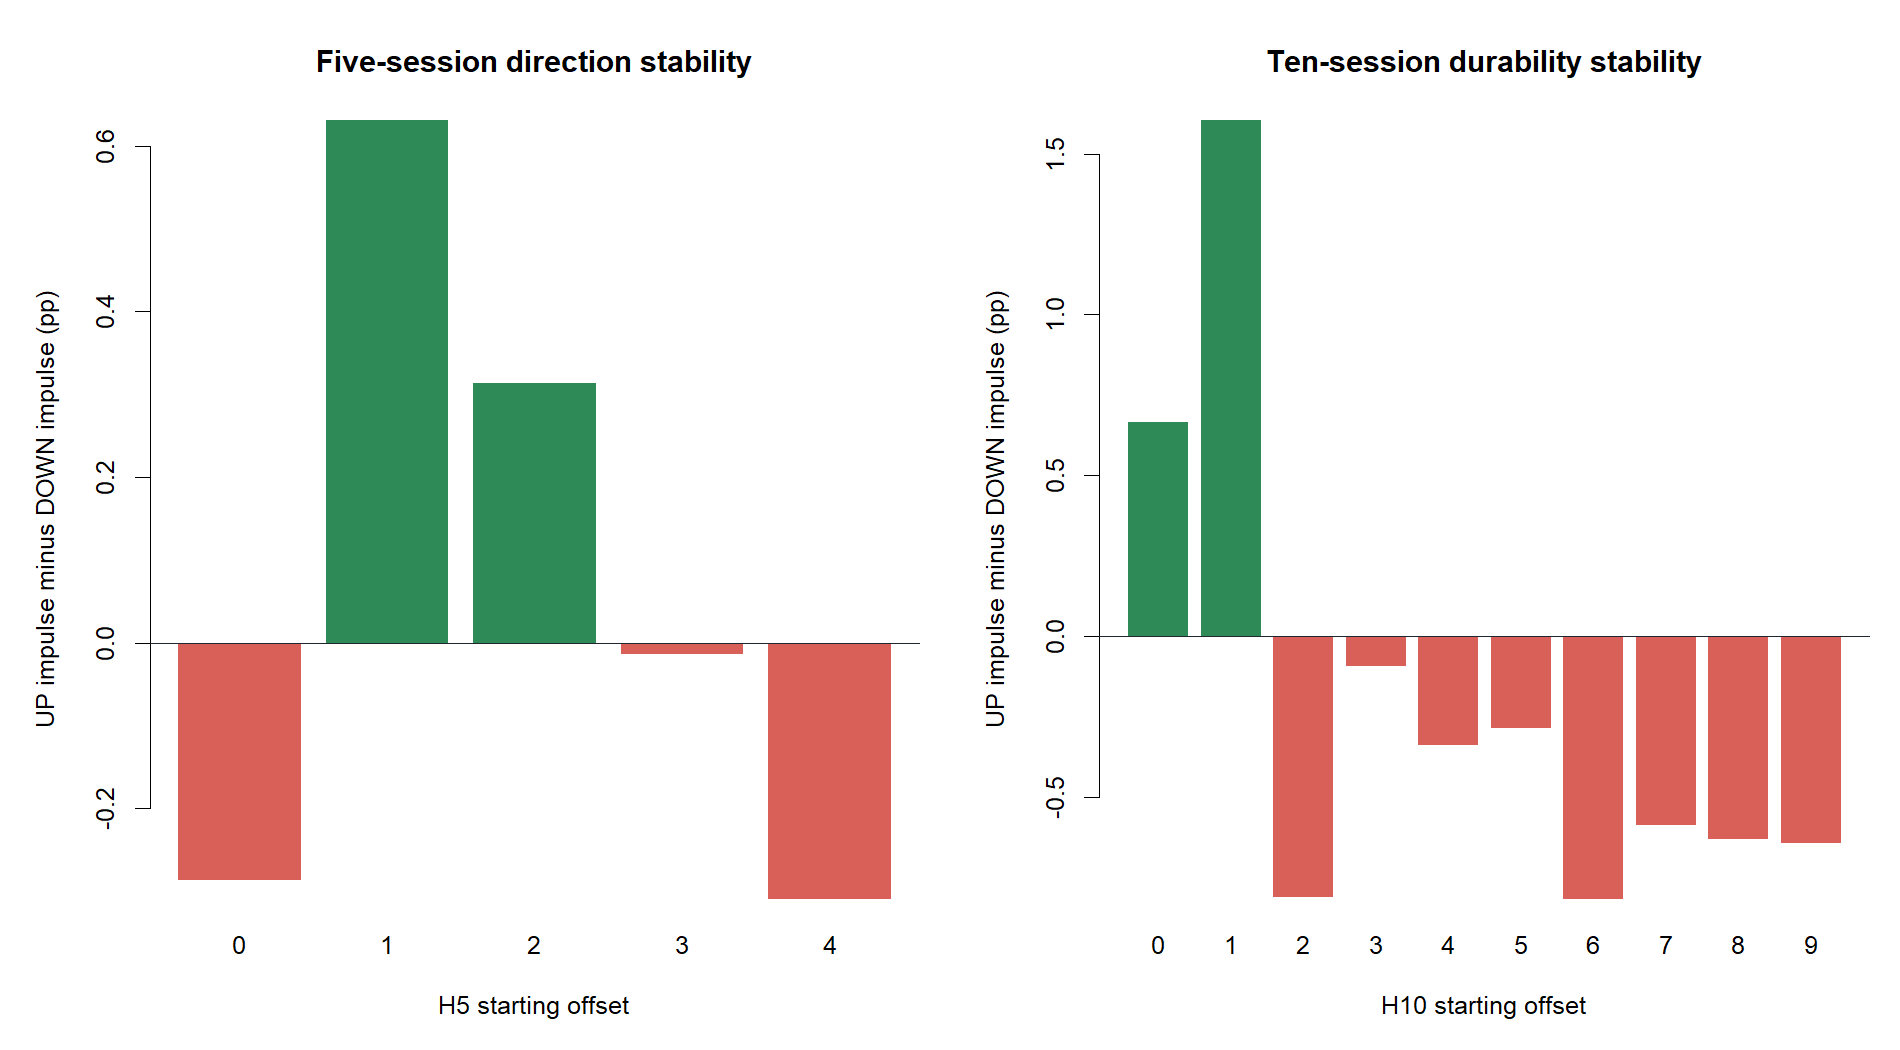 Five-session direction stability
UP impulse minus DOWN impulse (pp)
0.6
0.4
0.2
0.0
-0.2
0 1 2 3 4
H5 starting offset
Ten-session durability stability
UP impulse minus DOWN impulse (pp)
1.5
1.0
0.5
0.0
-0.5
0 1 2 3 4 5 6 7 8 9
H10 starting offset